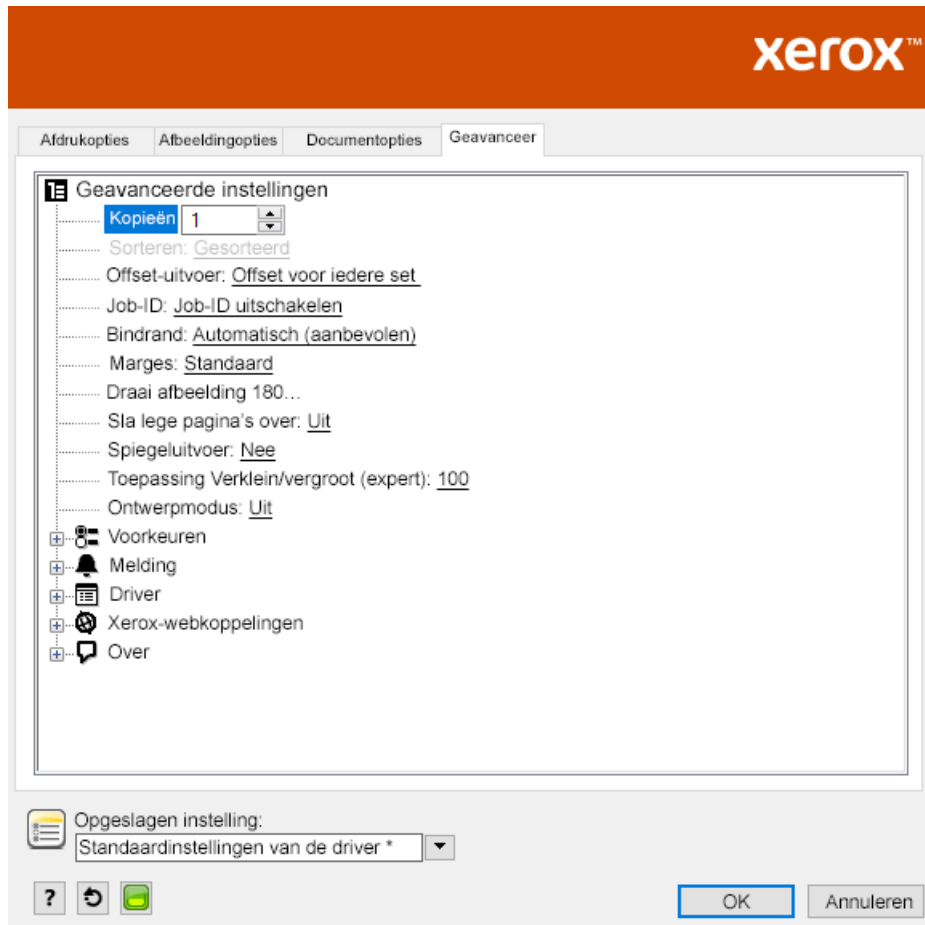 xerox™
Afdrukopties Afbeeldingopties Documentopties Geavanceer
Geavanceerde instellingen
Kopieën 1
Sorteren: Gesorteerd
Offset-uitvoer: Offset voor iedere set
Job-ID: Job-ID uitschakelen
Bindrand: Automatisch (aanbevolen)
Marges: Standaard
Draai afbeelding 180...
Sla lege pagina's over: Uit
Spiegeluitvoer: Nee
Toepassing Verklein/vergroot (expert): 100
Ontwerpmodus: Uit
Voorkeuren
Melding
Driver
Xerox-webkoppelingen
Over
Opgeslagen instelling:
Standaardinstellingen van de driver *
? OK Annuleren